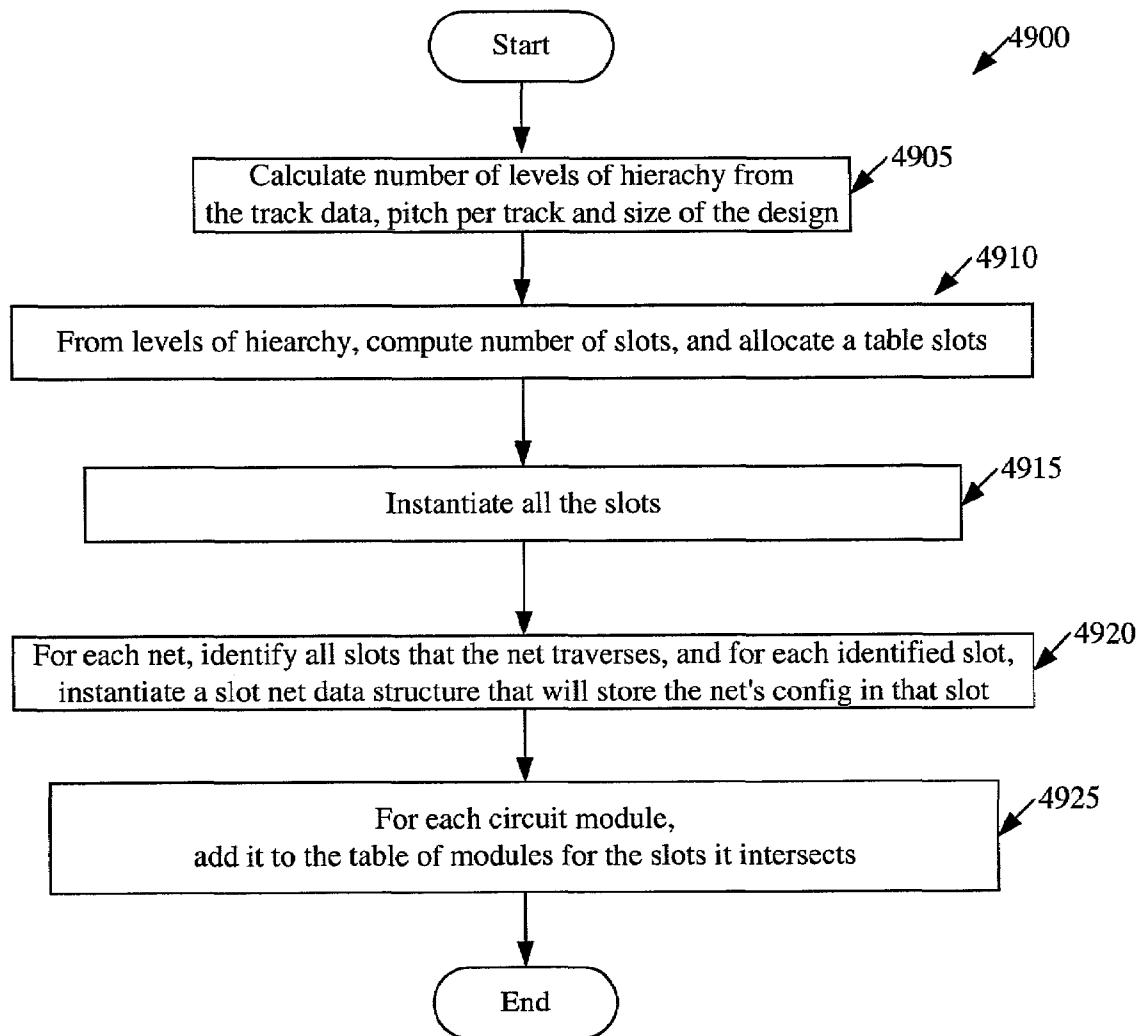 Start
4900
4905
Calculate number of levels of hierachy from
the track data, pitch per track and size of the design
4910
From levels of hiearchy, compute number of slots, and allocate a table slots
4915
Instantiate all the slots
4920
For each net, identify all slots that the net traverses, and for each identified slot,
instantiate a slot net data structure that will store the net's config in that slot
4925
For each circuit module,
add it to the table of modules for the slots it intersects
End